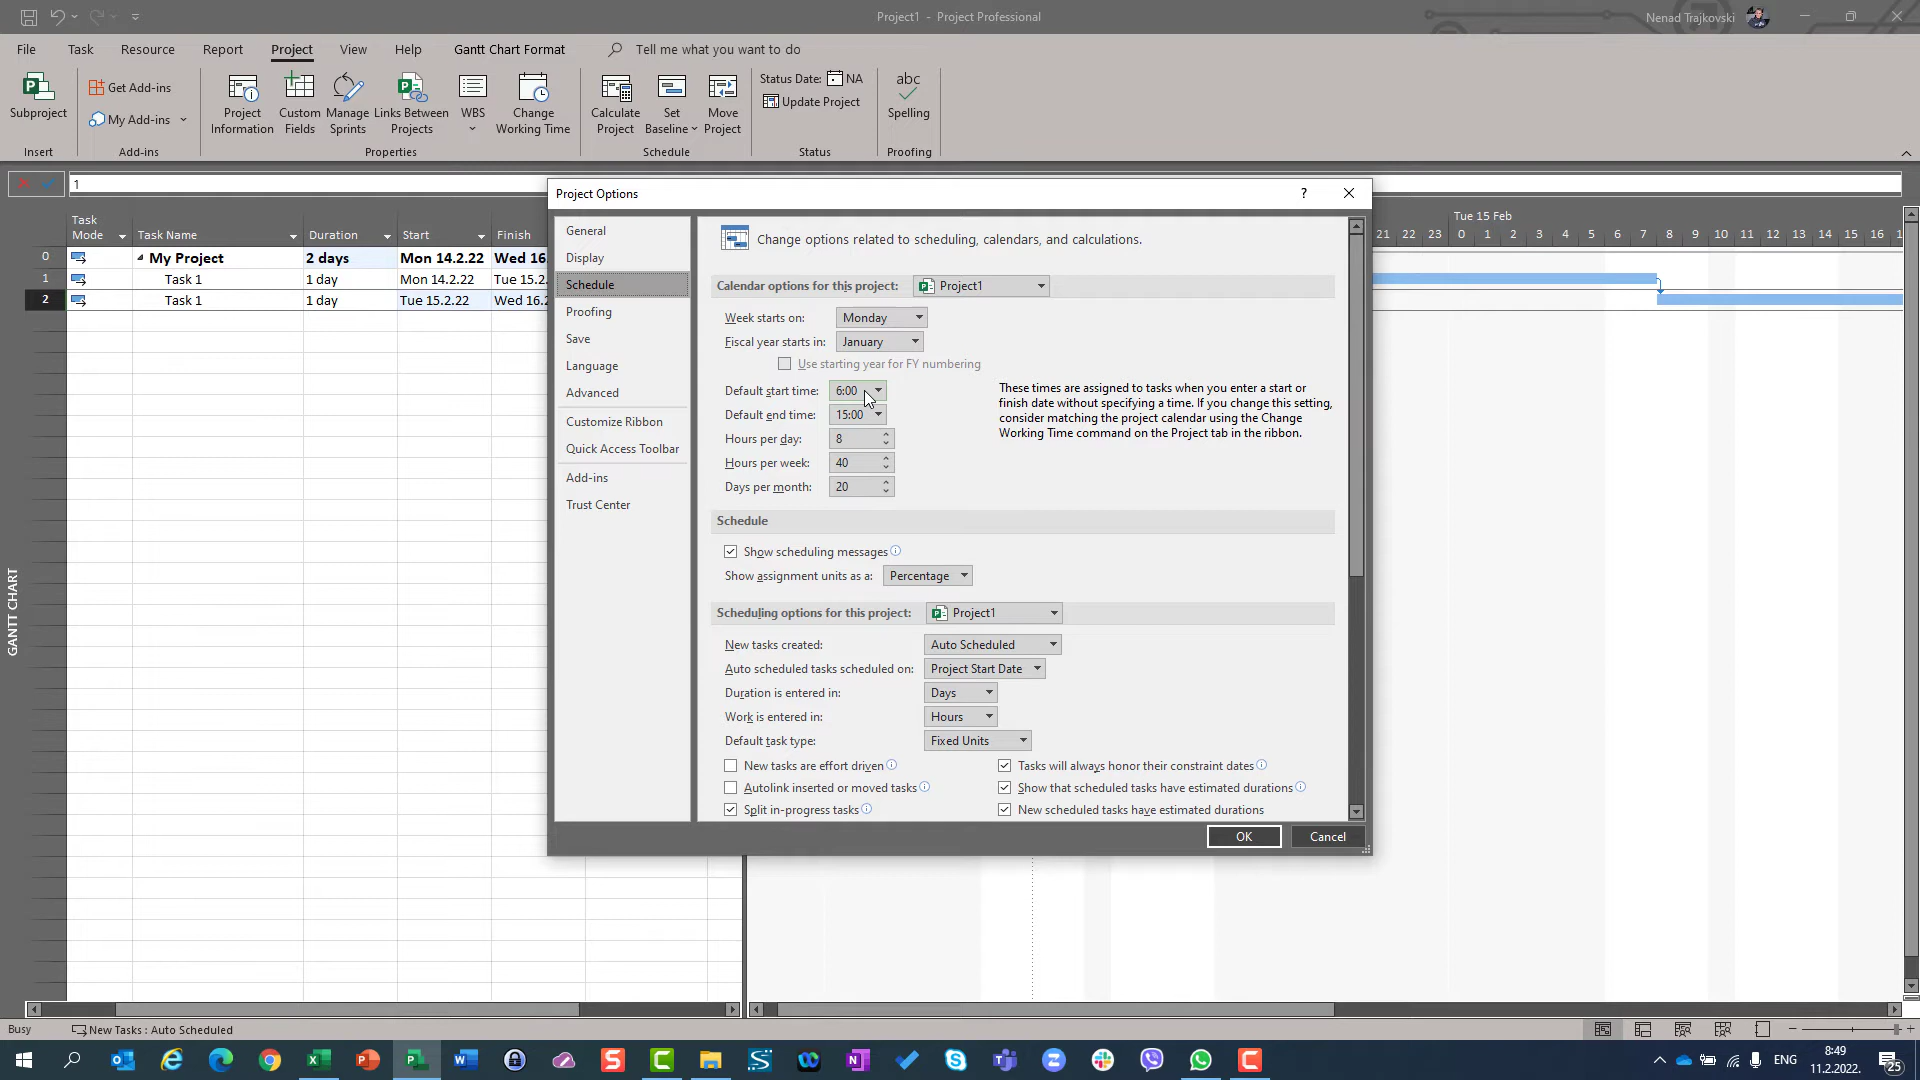 Project1 - Project Professional
Nenad Trajkovski
File Task Resource Report Project View Help Gantt Chart Format Tell me what you want to do
Subproject
Get Add-ins
My Add-ins
Project Information
Custom Fields
Manage Sprints
Links Between Projects
WBS
Change Working Time
Calculate Project
Set Baseline
Move Project
Status Date: NA
Update Project
abc
Spelling
Insert Add-ins Properties Schedule Status Proofing
1
Task Mode Task Name Duration Start Finish
0 My Project 2 days Mon 14.2.22 Wed 16.
1 Task 1 1 day Mon 14.2.22 Tue 15.2
2 Task 1 1 day Tue 15.2.22 Wed 16.2
GANTT CHART
Tue 15 Feb
21 22 23 0 1 2 3 4 5 6 7 8 9 10 11 12 13 14 15 16 1
Project Options
?
General
Display
Schedule
Proofing
Save
Language
Advanced
Customize Ribbon
Quick Access Toolbar
Add-ins
Trust Center
Change options related to scheduling, calendars, and calculations.
Calendar options for this project: Project1
Week starts on: Monday
Fiscal year starts in: January
Use starting year for FY numbering
Default start time: 6:00
Default end time: 15:00
Hours per day: 8
Hours per week: 40
Days per month: 20
These times are assigned to tasks when you enter a start or
finish date without specifying a time. If you change this setting,
consider matching the project calendar using the Change
Working Time command on the Project tab in the ribbon.
Schedule
Show scheduling messages
Show assignment units as a: Percentage
Scheduling options for this project: Project1
New tasks created: Auto Scheduled
Auto scheduled tasks scheduled on: Project Start Date
Duration is entered in: Days
Work is entered in: Hours
Default task type: Fixed Units
New tasks are effort driven Tasks will always honor their constraint dates
Autolink inserted or moved tasks Show that scheduled tasks have estimated durations
Split in-progress tasks New scheduled tasks have estimated durations
OK Cancel
Busy New Tasks : Auto Scheduled
ENG
8:49
11.2.2022.
25